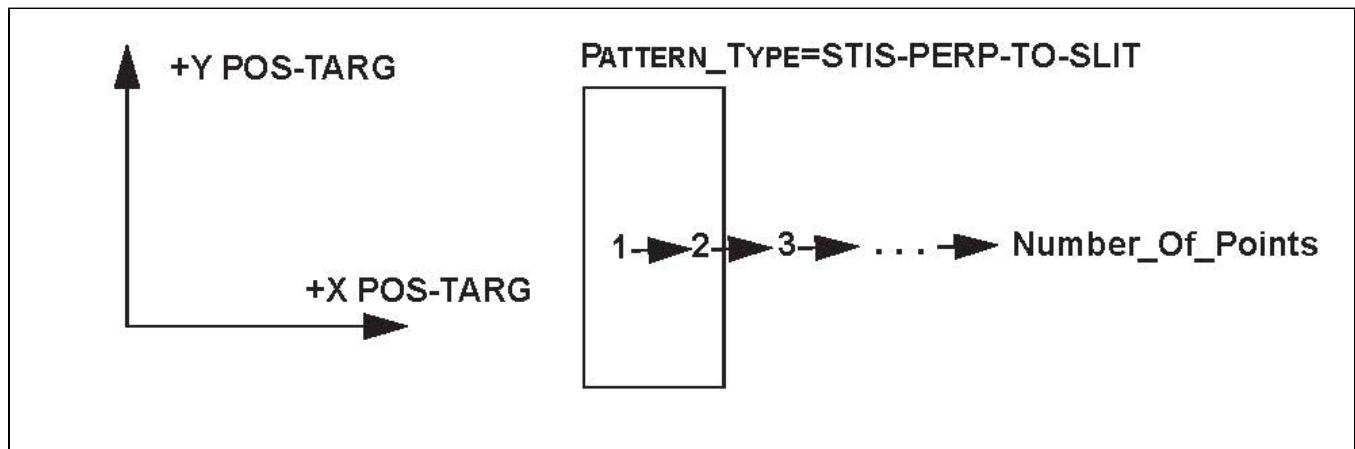 +Y POS-TARG
PATTERN_TYPE=STIS-PERP-TO-SLIT
1 2 3 . . . Number_Of_Points
+X POS-TARG